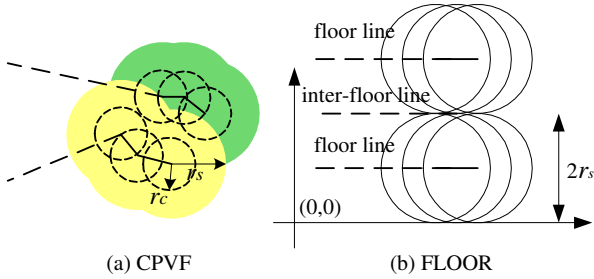 floor line
inter-floor line
floor line
rs
rc
2rs
(0,0)
(a) CPVF
(b) FLOOR